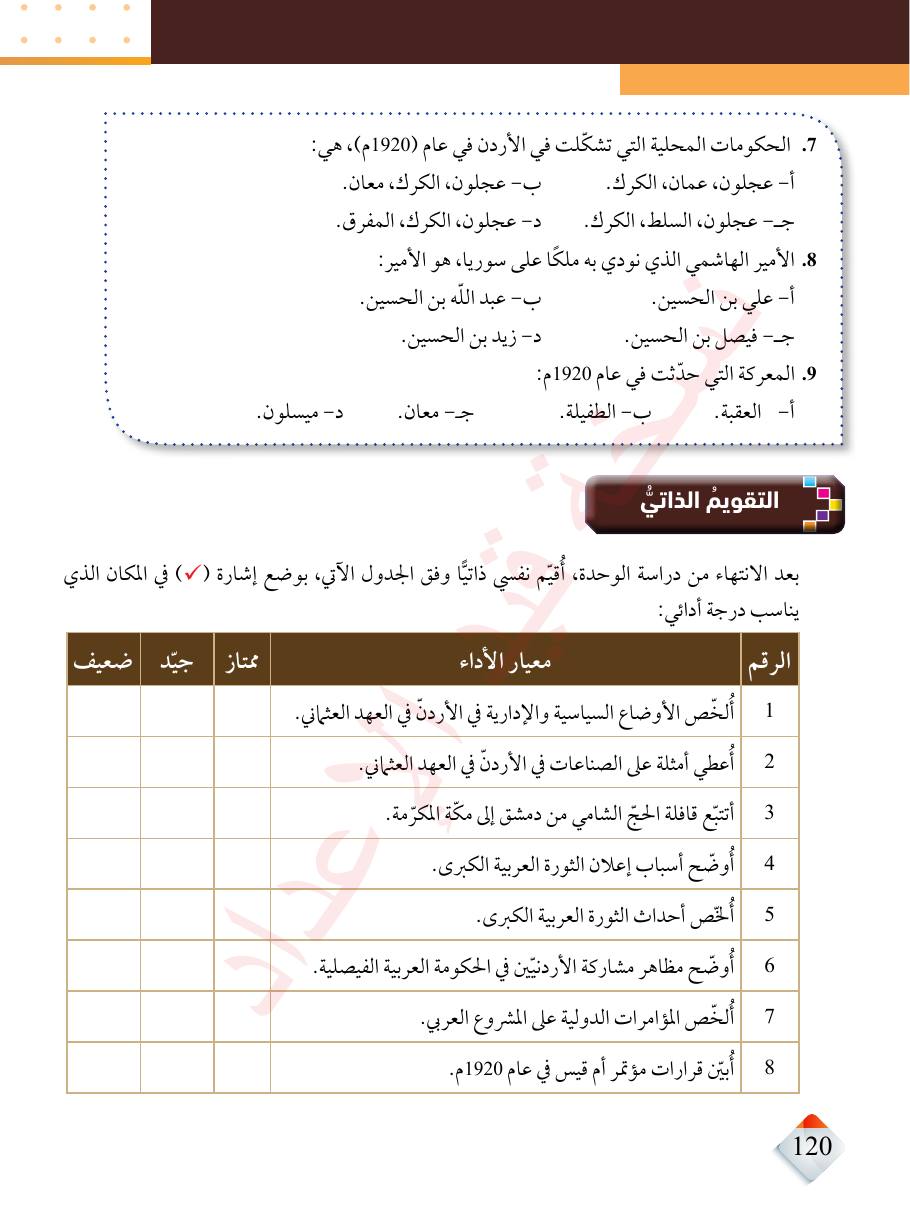 7. الحكومات المحلية التي تشكّلت في الأردن في عام (1920م)، هي:
أ- عجلون، عمان، الكرك. ب- عجلون، الكرك، معان.
جـ- عجلون، السلط، الكرك. د- عجلون، الكرك، المفرق.
8. الأمير الهاشمي الذي نودي به ملكًا على سوريا، هو الأمير:
أ- علي بن الحسين. ب- عبد اللّه بن الحسين.
جـ- فيصل بن الحسين. د- زيد بن الحسين.
9. المعركة التي حدّثت في عام 1920م:
أ- العقبة. ب- الطفيلة. جـ- معان. د- ميسلون.
التقويمُ الذاتيُّ
بعد الانتهاء من دراسة الوحدة، أُقيّم نفسي ذاتيًّا وفق الجدول الآتي، بوضع إشارة (✓) في المكان الذي
يناسب درجة أدائي:
الرقم معيار الأداء ممتاز جيّد ضعيف
1 أُلخّص الأوضاع السياسية والإدارية في الأردنّ في العهد العثماني.
2 أُعطي أمثلة على الصناعات في الأردنّ في العهد العثماني.
3 أتتبّع قافلة الحجّ الشامي من دمشق إلى مكّة المكرّمة.
4 أُوضّح أسباب إعلان الثورة العربية الكبرى.
5 أُلخّص أحداث الثورة العربية الكبرى.
6 أُوضّح مظاهر مشاركة الأردنيّين في الحكومة العربية الفيصلية.
7 أُلخّص المؤامرات الدولية على المشروع العربي.
8 أُبيّن قرارات مؤتمر أم قيس في عام 1920م.
نسخة قيد الإعداد
120